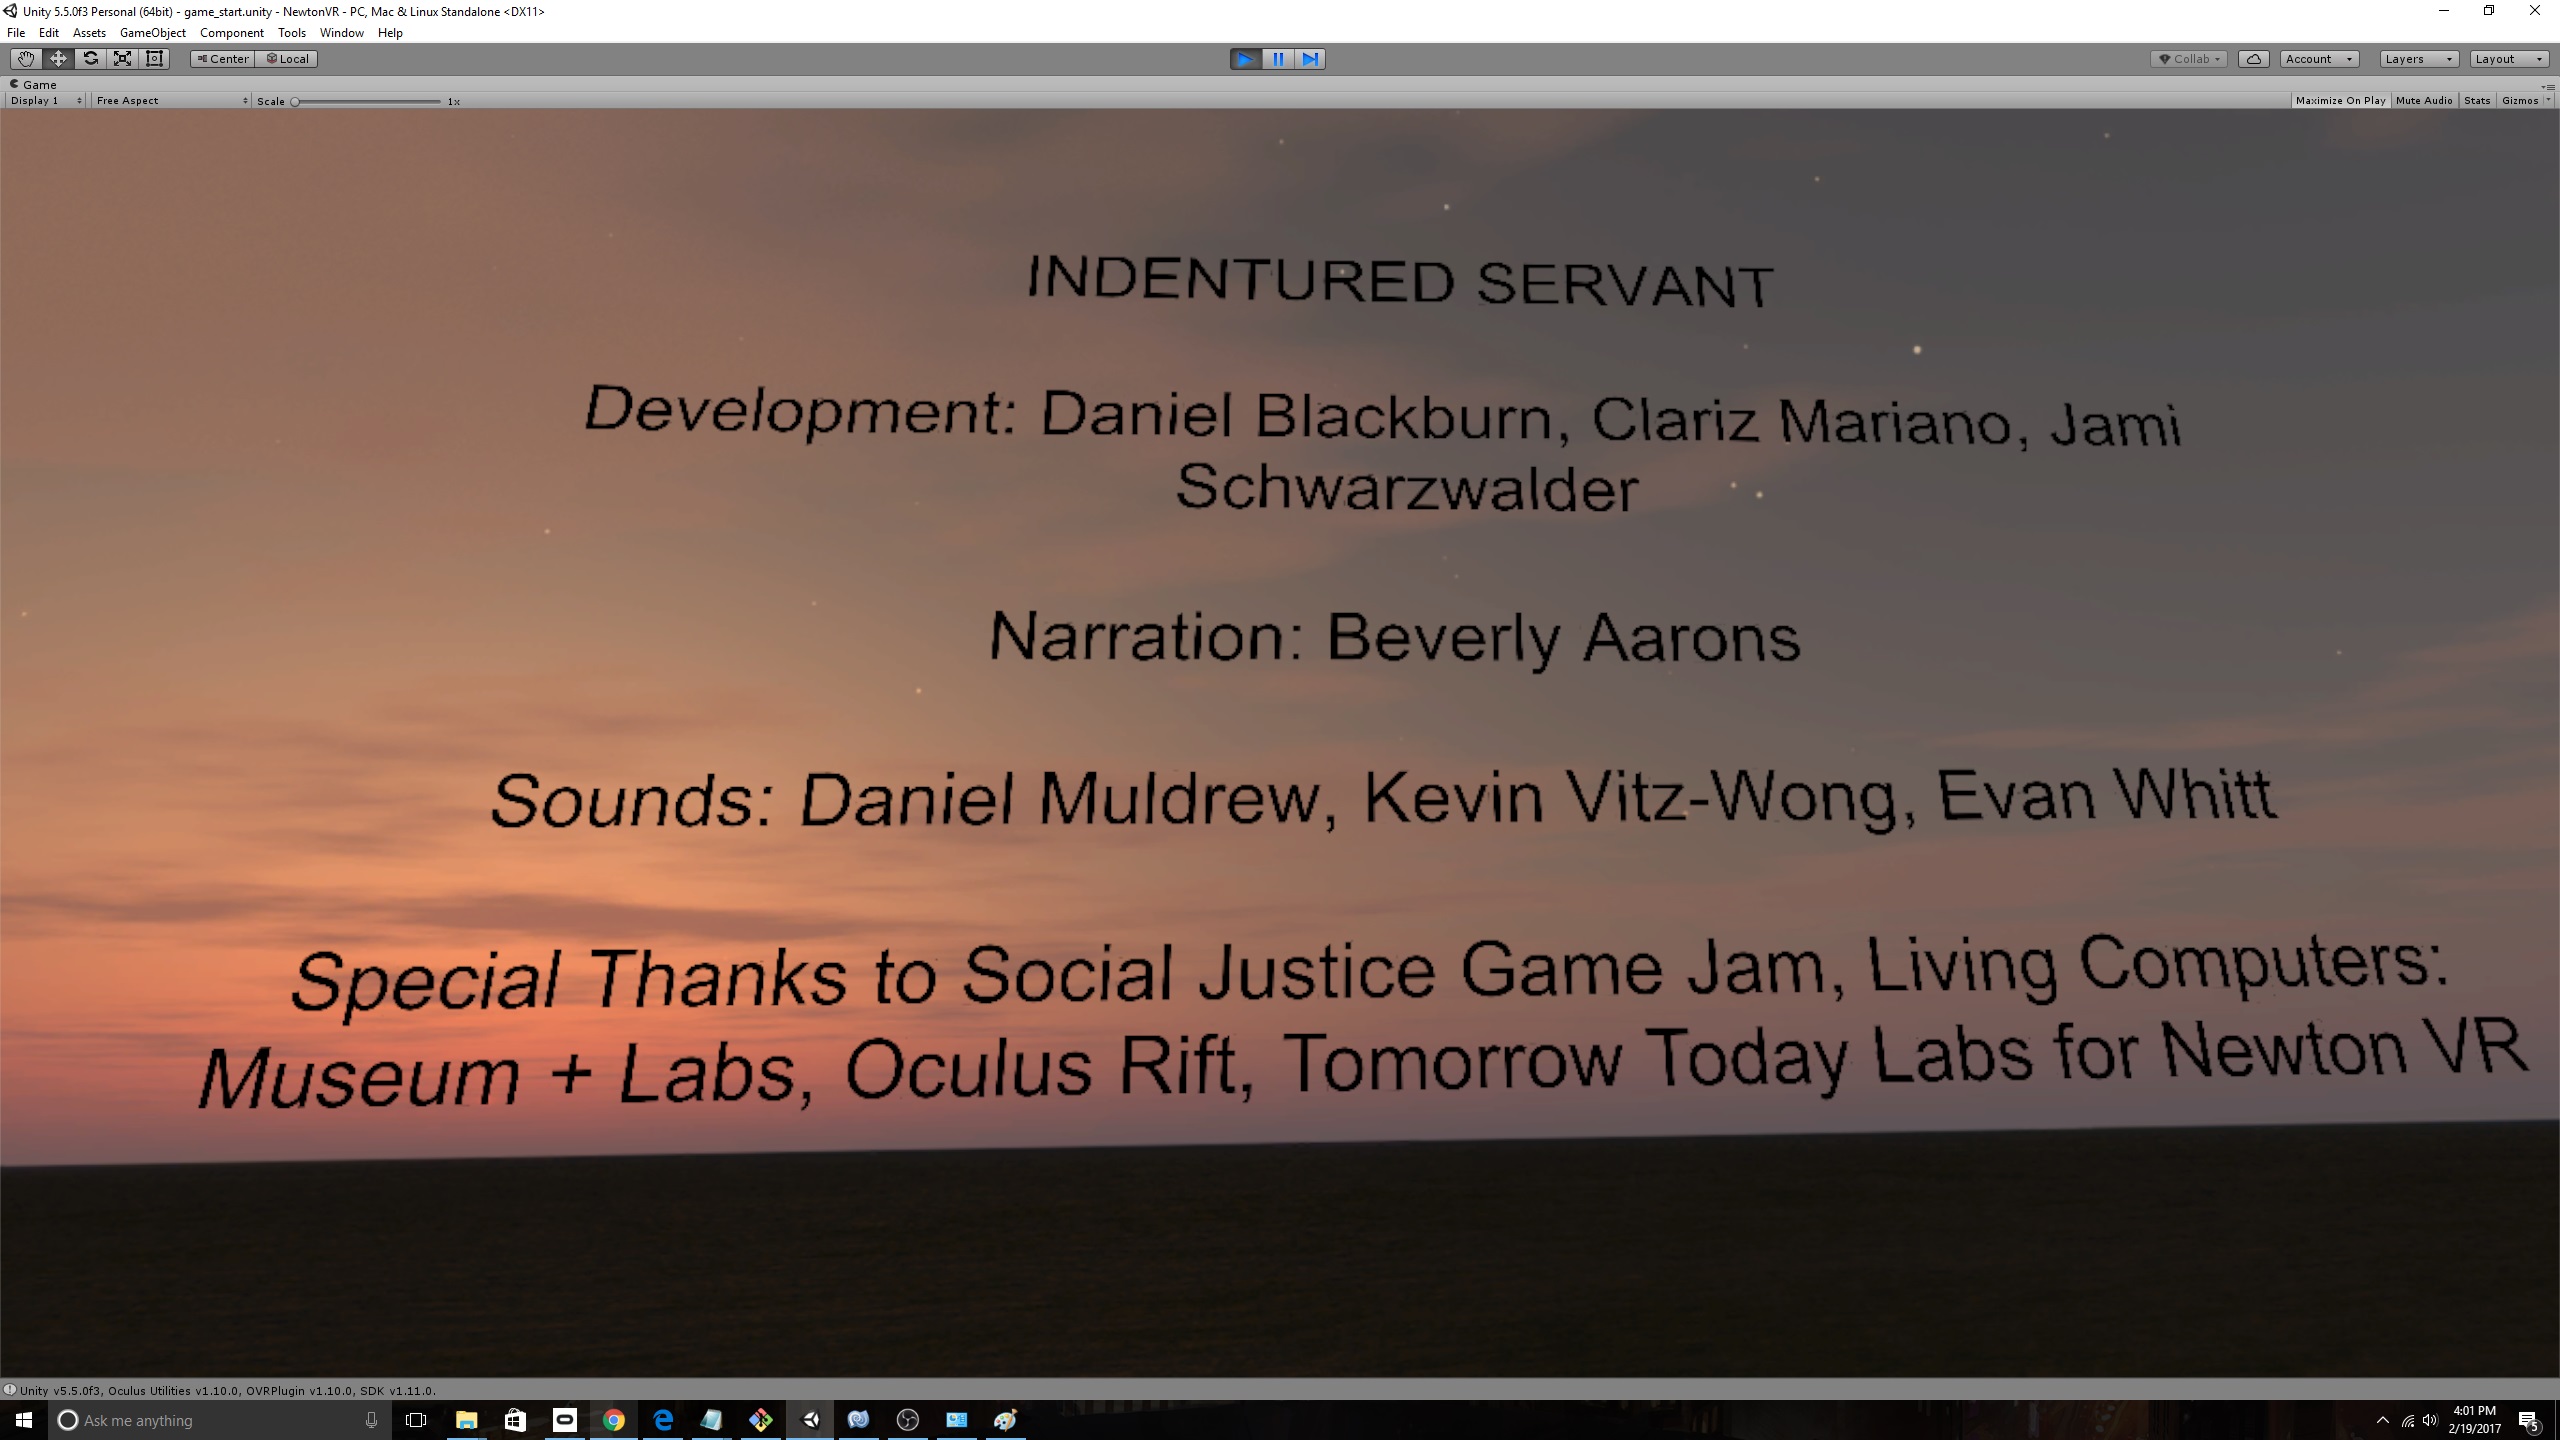 Unity 5.5.0f3 Personal (64bit) - game_start.unity - NewtonVR - PC, Mac & Linux Standalone <DX11>
File Edit Assets GameObject Component Tools Window Help
Center Local Collab Account Layers Layout
Game
Display 1 Free Aspect Scale 1x Maximize On Play Mute Audio Stats Gizmos
INDENTURED SERVANT
Development: Daniel Blackburn, Clariz Mariano, Jami
Schwarzwalder
Narration: Beverly Aarons
Sounds: Daniel Muldrew, Kevin Vitz-Wong, Evan Whitt
Special Thanks to Social Justice Game Jam, Living Computers:
Museum + Labs, Oculus Rift, Tomorrow Today Labs for Newton VR
Unity v5.5.0f3, Oculus Utilities v1.10.0, OVRPlugin v1.10.0, SDK v1.11.0.
Ask me anything
4:01 PM
2/19/2017
5